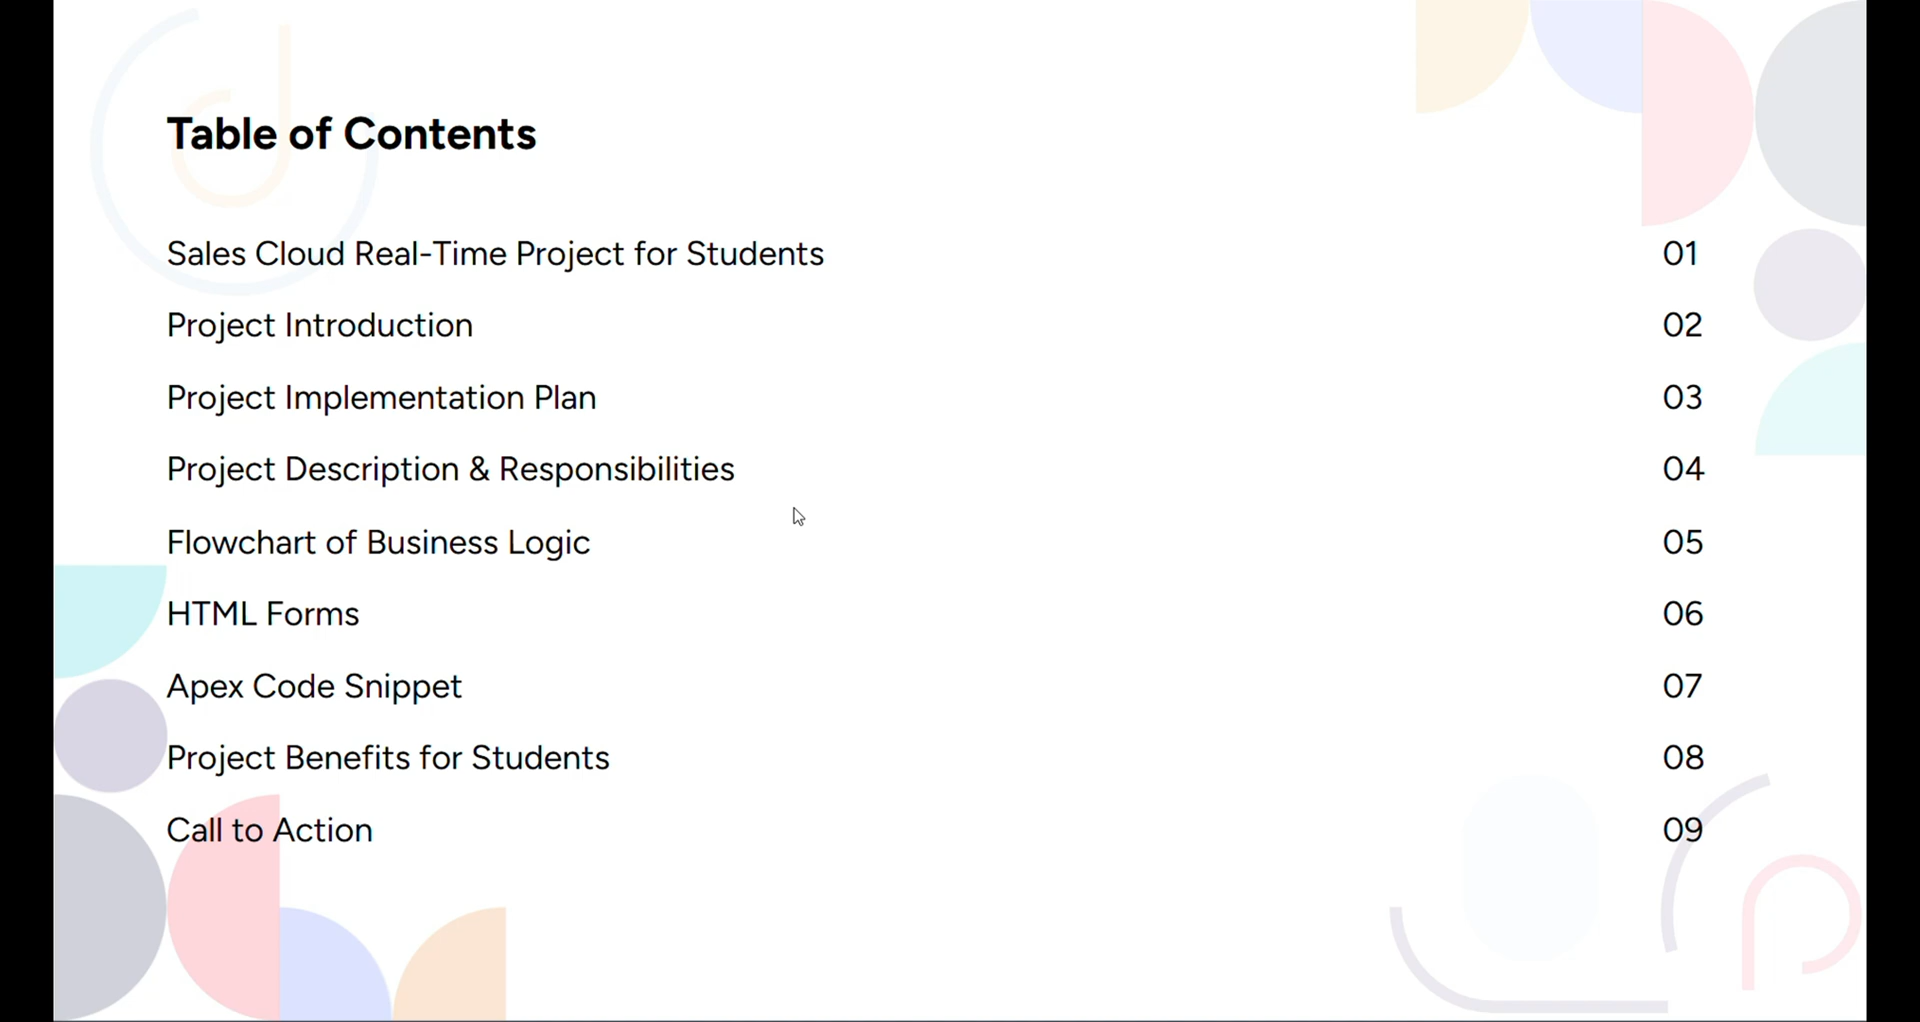 Table of Contents
Sales Cloud Real-Time Project for Students 01
Project Introduction 02
Project Implementation Plan 03
Project Description & Responsibilities 04
Flowchart of Business Logic 05
HTML Forms 06
Apex Code Snippet 07
Project Benefits for Students 08
Call to Action 09